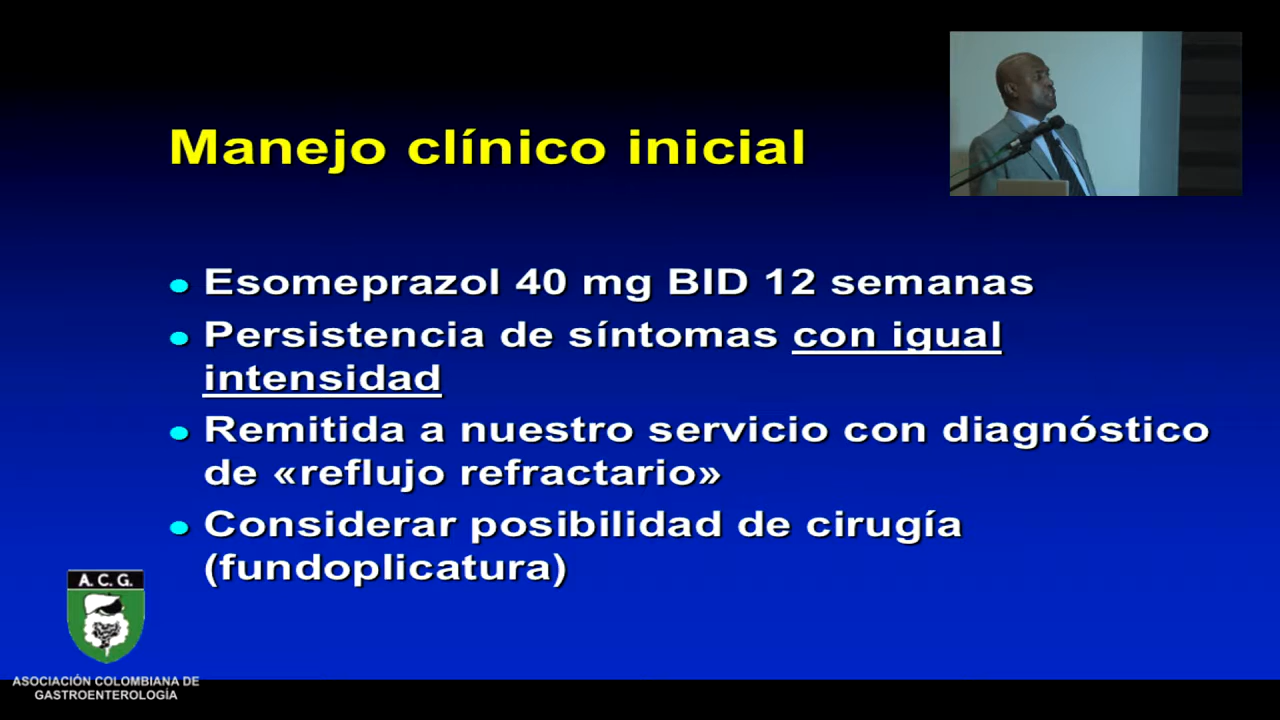 Manejo clínico inicial
Esomeprazol 40 mg BID 12 semanas
Persistencia de síntomas con igual
intensidad
Remitida a nuestro servicio con diagnóstico
de «reflujo refractario»
Considerar posibilidad de cirugía
(fundoplicatura)
A. C. G.
ASOCIACIÓN COLOMBIANA DE
GASTROENTEROLOGÍA